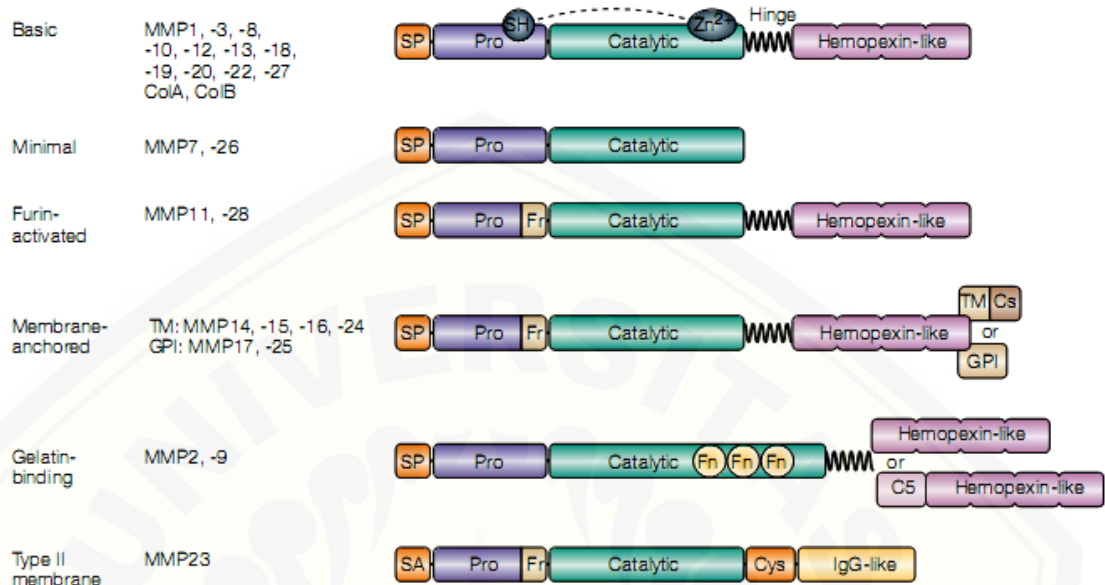 Basic
MMP1, -3, -8,
-10, -12, -13, -18,
-19, -20, -22, -27
ColA, ColB
SP Pro SH Catalytic Zn2+ Hinge Hemopexin-like
Minimal
MMP7, -26
SP Pro Catalytic
Furin-
activated
MMP11, -28
SP Pro Fr Catalytic Hemopexin-like
Membrane-
anchored
TM: MMP14, -15, -16, -24
GPI: MMP17, -25
SP Pro Fr Catalytic Hemopexin-like
TM Cs
or
GPI
Gelatin-
binding
MMP2, -9
SP Pro Catalytic Fn Fn Fn
Hemopexin-like
or
C5 Hemopexin-like
Type II
membrane
MMP23
SA Pro Fr Catalytic Cys IgG-like
UNIVERSITAS